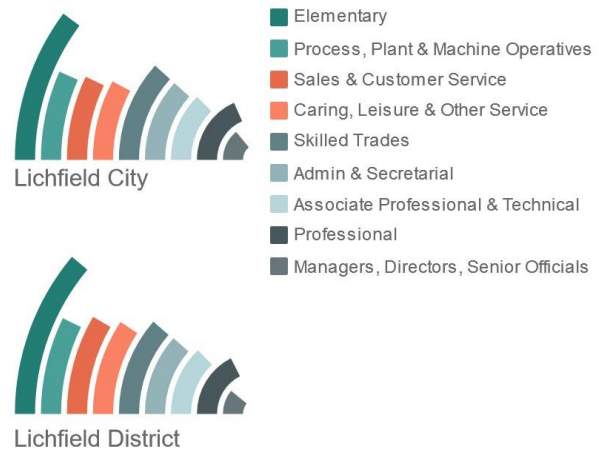 Elementary
Process, Plant & Machine Operatives
Sales & Customer Service
Caring, Leisure & Other Service
Skilled Trades
Admin & Secretarial
Associate Professional & Technical
Professional
Managers, Directors, Senior Officials
Lichfield City
Lichfield District